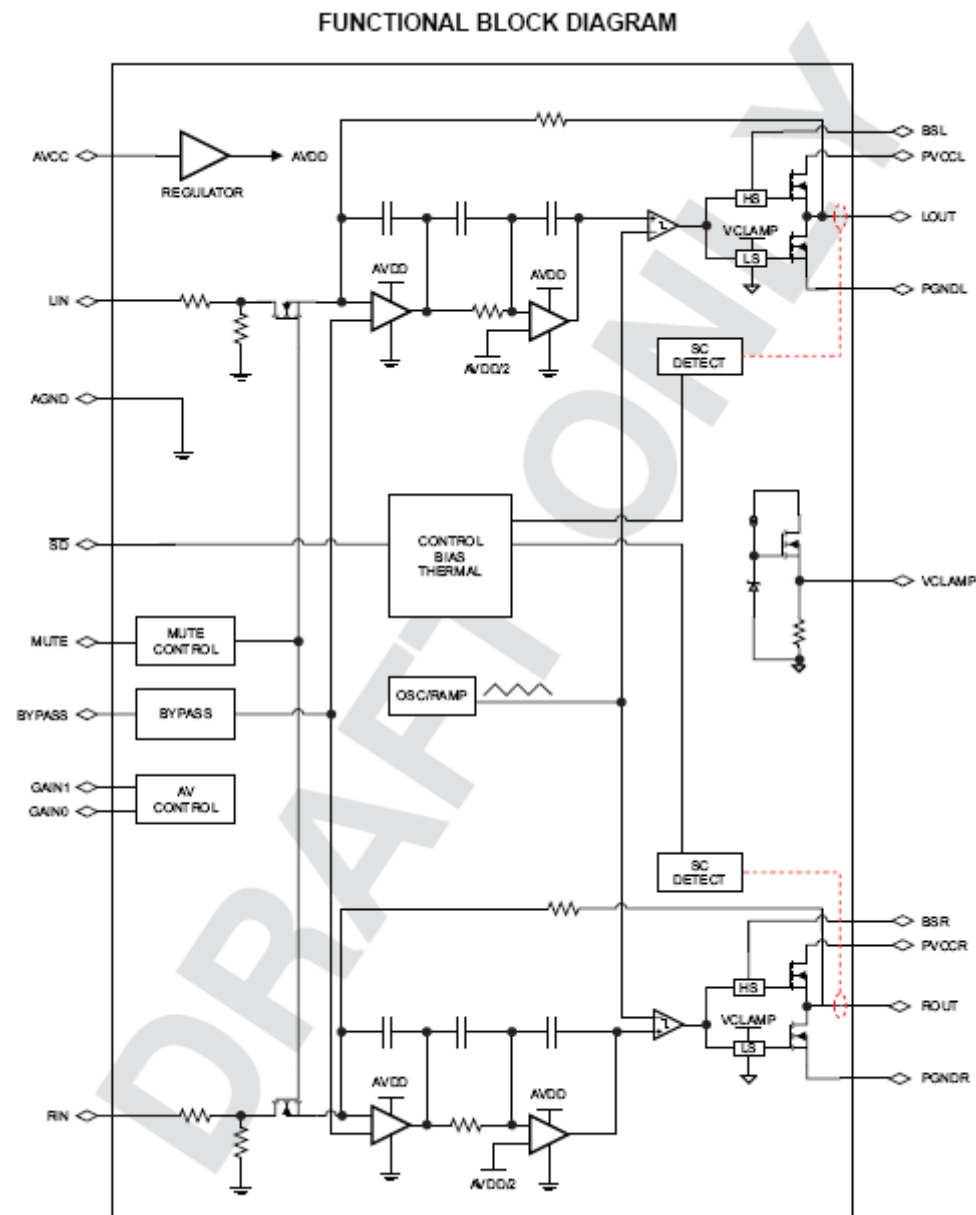 FUNCTIONAL BLOCK DIAGRAM
DRAFT ONLY
AVCC
REGULATOR
AVDD
BSL
PVCCL
HS
LOUT
VCLAMP
LS
PGNDL
LIN
AVDD
AVDD
AVDD/2
SC
DETECT
AGND
SD
CONTROL
BIAS
THERMAL
VCLAMP
MUTE
MUTE
CONTROL
OSC/RAMP
BYPASS
BYPASS
GAIN1
GAIN0
AV
CONTROL
SC
DETECT
BSR
PVCCR
HS
ROUT
VCLAMP
LS
PGNDR
RIN
AVDD
AVDD
AVDD/2